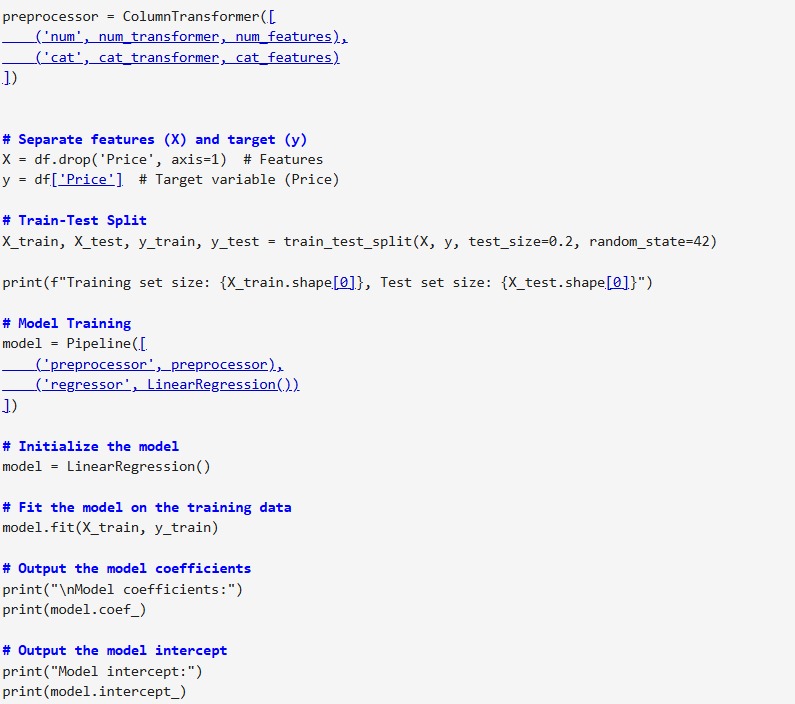 preprocessor = ColumnTransformer([
    ('num', num_transformer, num_features),
    ('cat', cat_transformer, cat_features)
])
# Separate features (X) and target (y)
X = df.drop('Price', axis=1)  # Features
y = df['Price']  # Target variable (Price)
# Train-Test Split
X_train, X_test, y_train, y_test = train_test_split(X, y, test_size=0.2, random_state=42)
print(f"Training set size: {X_train.shape[0]}, Test set size: {X_test.shape[0]}")
# Model Training
model = Pipeline([
    ('preprocessor', preprocessor),
    ('regressor', LinearRegression())
])
# Initialize the model
model = LinearRegression()
# Fit the model on the training data
model.fit(X_train, y_train)
# Output the model coefficients
print("\nModel coefficients:")
print(model.coef_)
# Output the model intercept
print("Model intercept:")
print(model.intercept_)